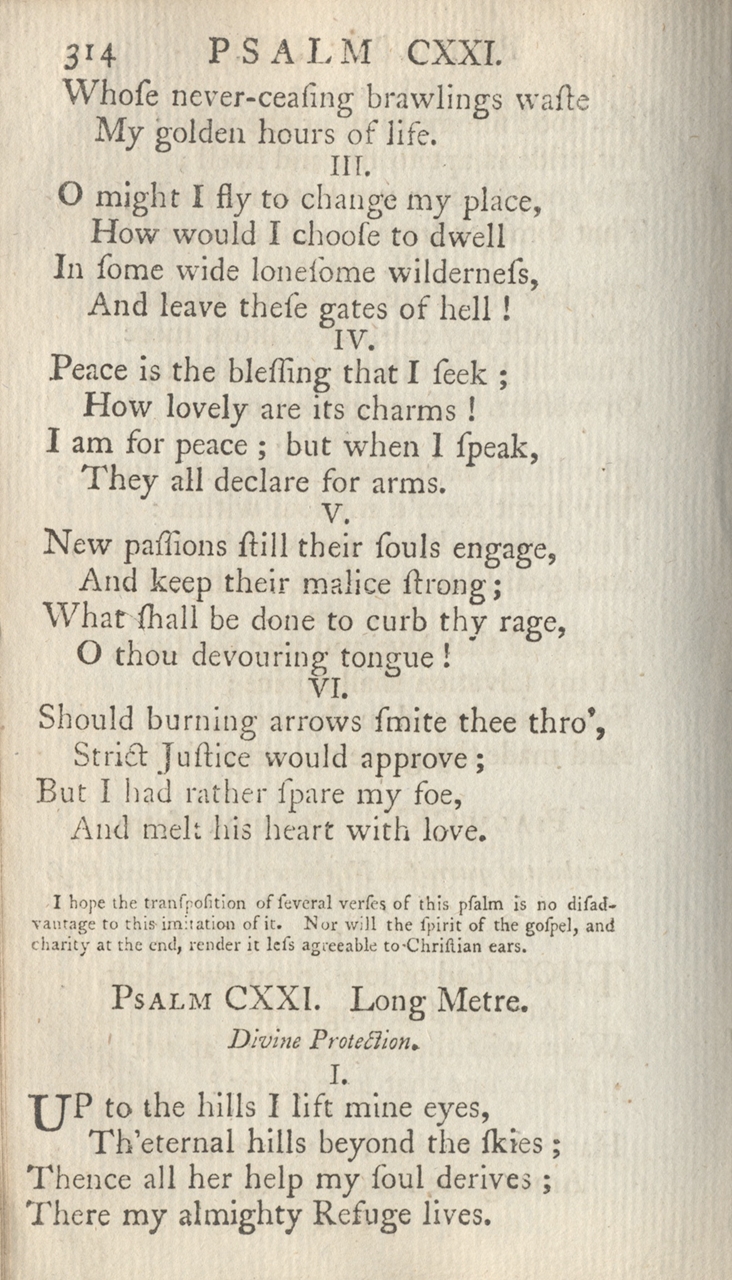 314 PSALM CXXI.
Whoſe never-ceaſing brawlings waſte
My golden hours of life.
III.
O might I fly to change my place,
How would I chooſe to dwell
In ſome wide loneſome wilderneſs,
And leave theſe gates of hell !
IV.
Peace is the bleſſing that I ſeek ;
How lovely are its charms !
I am for peace ; but when I ſpeak,
They all declare for arms.
V.
New paſſions ſtill their ſouls engage,
And keep their malice ſtrong ;
What ſhall be done to curb thy rage,
O thou devouring tongue !
VI.
Should burning arrows ſmite thee thro',
Strict Juſtice would approve ;
But I had rather ſpare my foe,
And melt his heart with love.
I hope the tranſpoſition of ſeveral verſes of this pſalm is no diſad-
vantage to this imitation of it. Nor will the ſpirit of the goſpel, and
charity at the end, render it leſs agreeable to Chriſtian ears.
PSALM CXXI. Long Metre.
Divine Protection.
I.
UP to the hills I lift mine eyes,
Th'eternal hills beyond the ſkies ;
Thence all her help my ſoul derives ;
There my almighty Refuge lives.